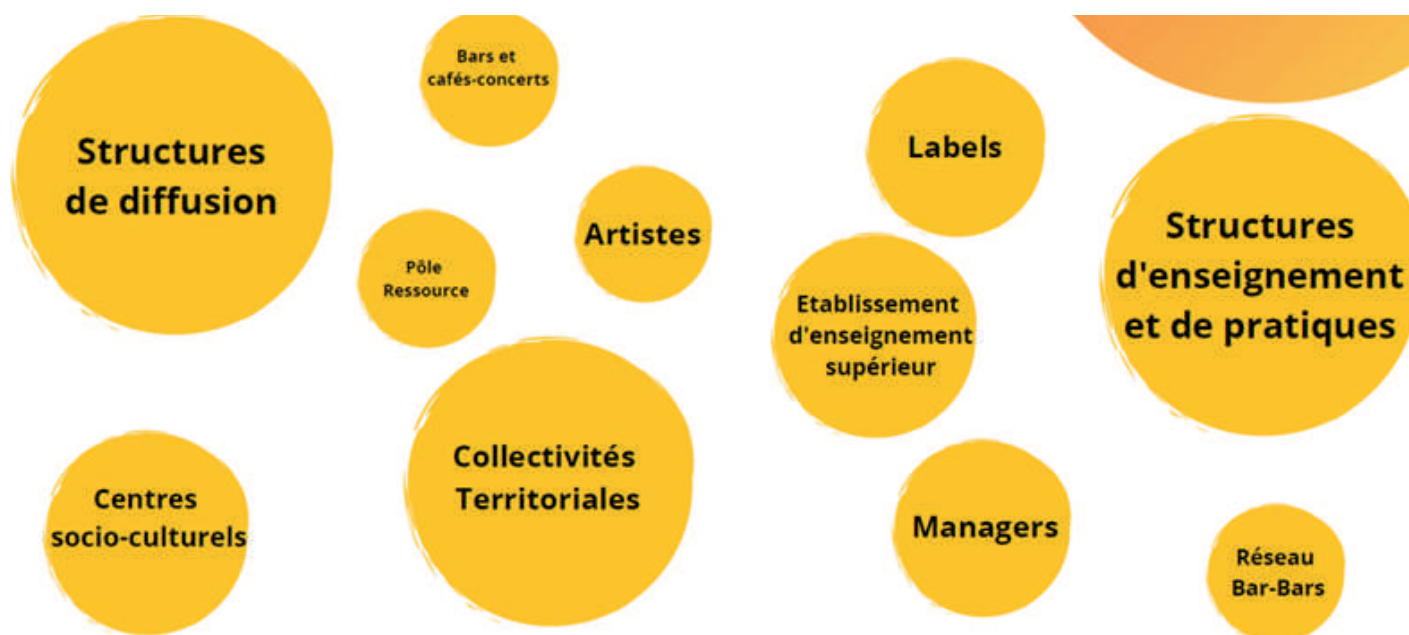 Structures
de diffusion
Bars et
cafés-concerts
Artistes
Pôle
Ressource
Centres
socio-culturels
Collectivités
Territoriales
Labels
Etablissement
d'enseignement
supérieur
Managers
Structures
d'enseignement
et de pratiques
Réseau
Bar-Bars